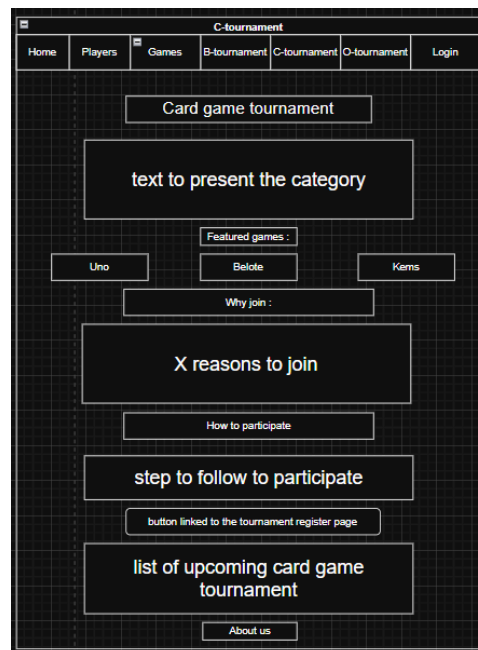 C-tournament
Home Players Games B-tournament C-tournament O-tournament Login
Card game tournament
text to present the category
Featured games :
Uno Belote Kems
Why join :
X reasons to join
How to participate
step to follow to participate
button linked to the tournament register page
list of upcoming card game
tournament
About us